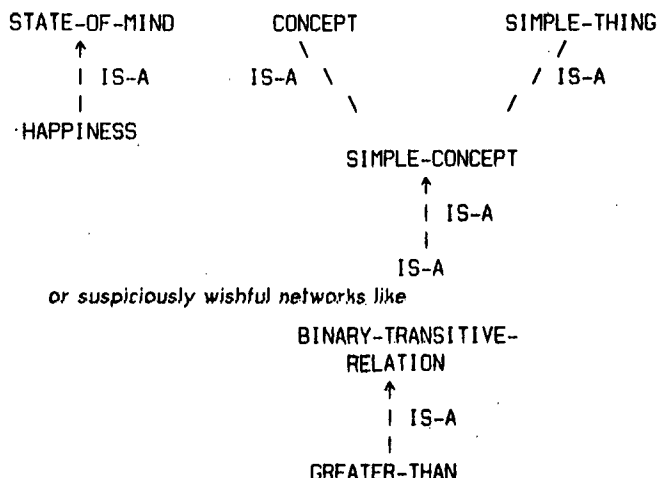 STATE-OF-MIND CONCEPT SIMPLE-THING
IS-A IS-A IS-A
HAPPINESS
SIMPLE-CONCEPT
IS-A
IS-A
or suspiciously wishful networks like
BINARY-TRANSITIVE-
RELATION
IS-A
GREATER-THAN